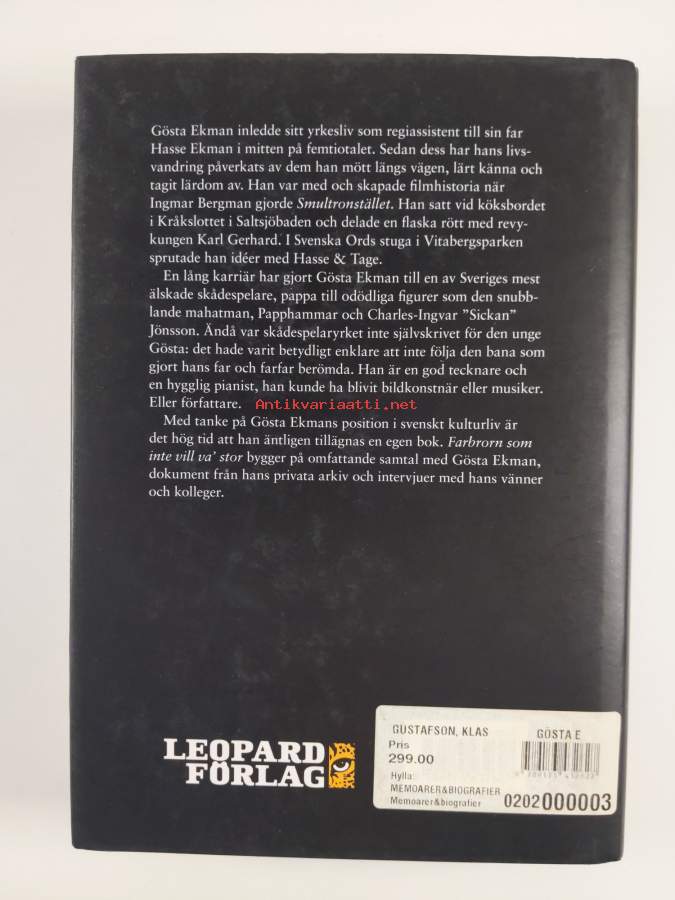 Gösta Ekman inledde sitt yrkesliv som regiassistent till sin far
Hasse Ekman i mitten på femtiotalet. Sedan dess har hans livs-
vandring påverkats av dem han mött längs vägen, lärt känna och
tagit lärdom av. Han var med och skapade filmhistoria när
Ingmar Bergman gjorde Smultronstället. Han satt vid köksbordet
i Kråkslottet i Saltsjöbaden och delade en flaska rött med revy-
kungen Karl Gerhard. I Svenska Ords stuga i Vitabergsparken
sprutade han idéer med Hasse & Tage.
En lång karriär har gjort Gösta Ekman till en av Sveriges mest
älskade skådespelare, pappa till odödliga figurer som den snubb-
lande mahatman, Papphammar och Charles-Ingvar ”Sickan”
Jönsson. Ändå var skådespelaryrket inte självskrivet för den unge
Gösta: det hade varit betydligt enklare att inte följa den bana som
gjort hans far och farfar berömda. Han är en god tecknare och
en hygglig pianist, han kunde ha blivit bildkonstnär eller musiker.
Eller författare.
Antikvariaatti.net
Med tanke på Gösta Ekmans position i svenskt kulturliv är
det hög tid att han äntligen tillägnas en egen bok. Farbrorn som
inte vill va’ stor bygger på omfattande samtal med Gösta Ekman,
dokument från hans privata arkiv och intervjuer med hans vänner
och kolleger.
LEOPARD
FÖRLAG
GUSTAFSON, KLAS
GÖSTA E
Pris
299.00
Hylla:
MEMOARER&BIOGRAFIER
Memoarer&biografier
0202000003